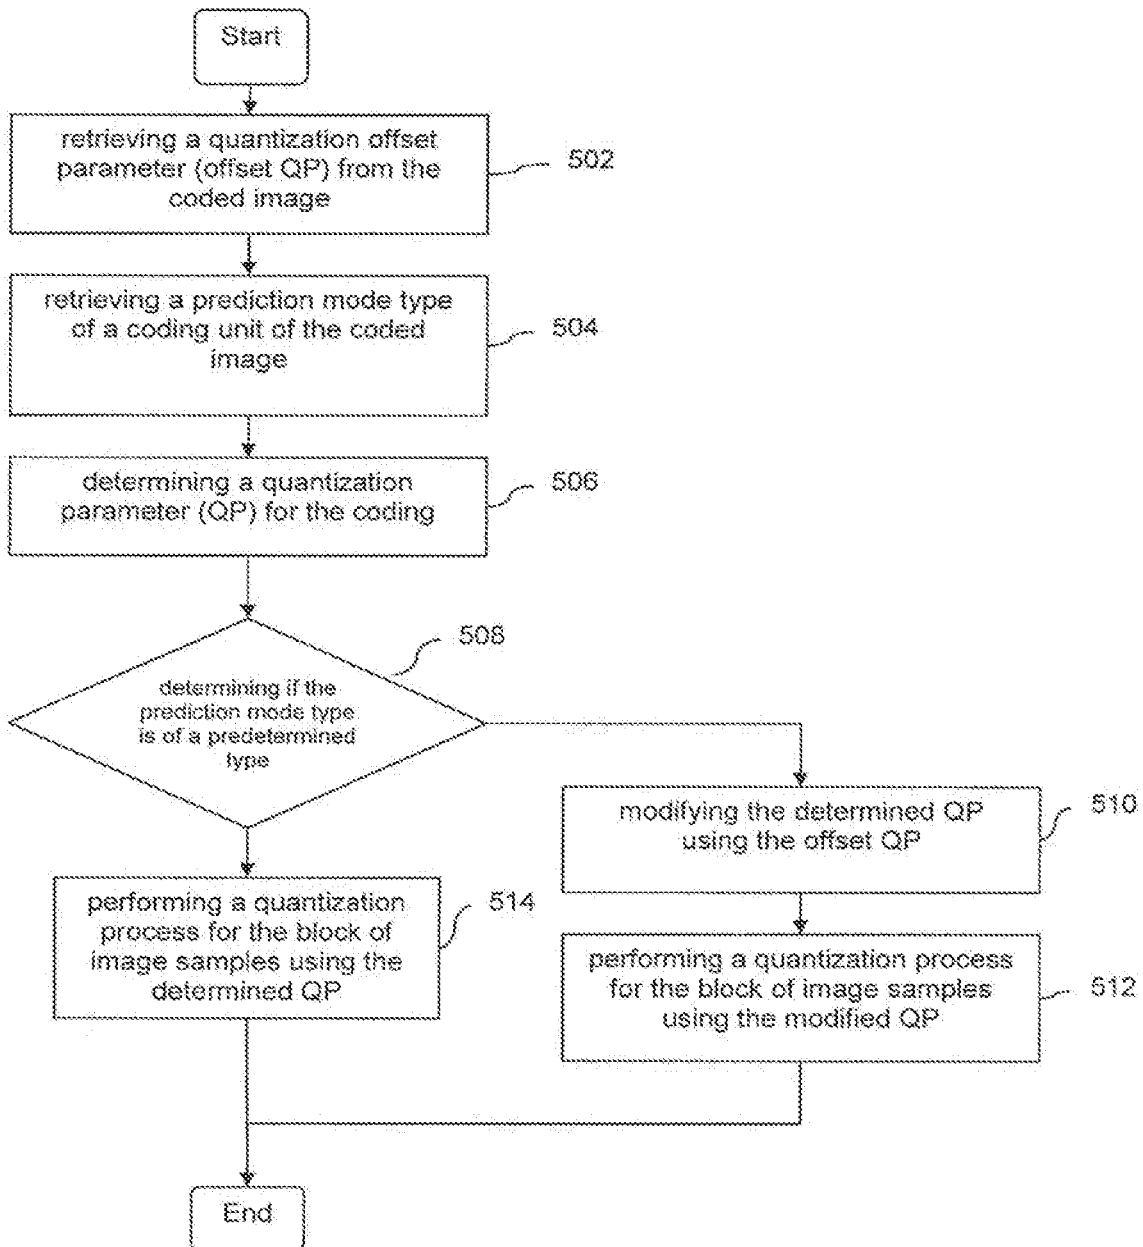 Start
retrieving a quantization offset
parameter (offset QP) from the
coded image
502
retrieving a prediction mode type
of a coding unit of the coded
image
504
determining a quantization
parameter (QP) for the coding
506
508
determining if the
prediction mode type
is of a predetermined
type
modifying the determined QP
using the offset QP
510
performing a quantization
process for the block of
image samples using the
determined QP
514
performing a quantization process
for the block of image samples
using the modified QP
512
End